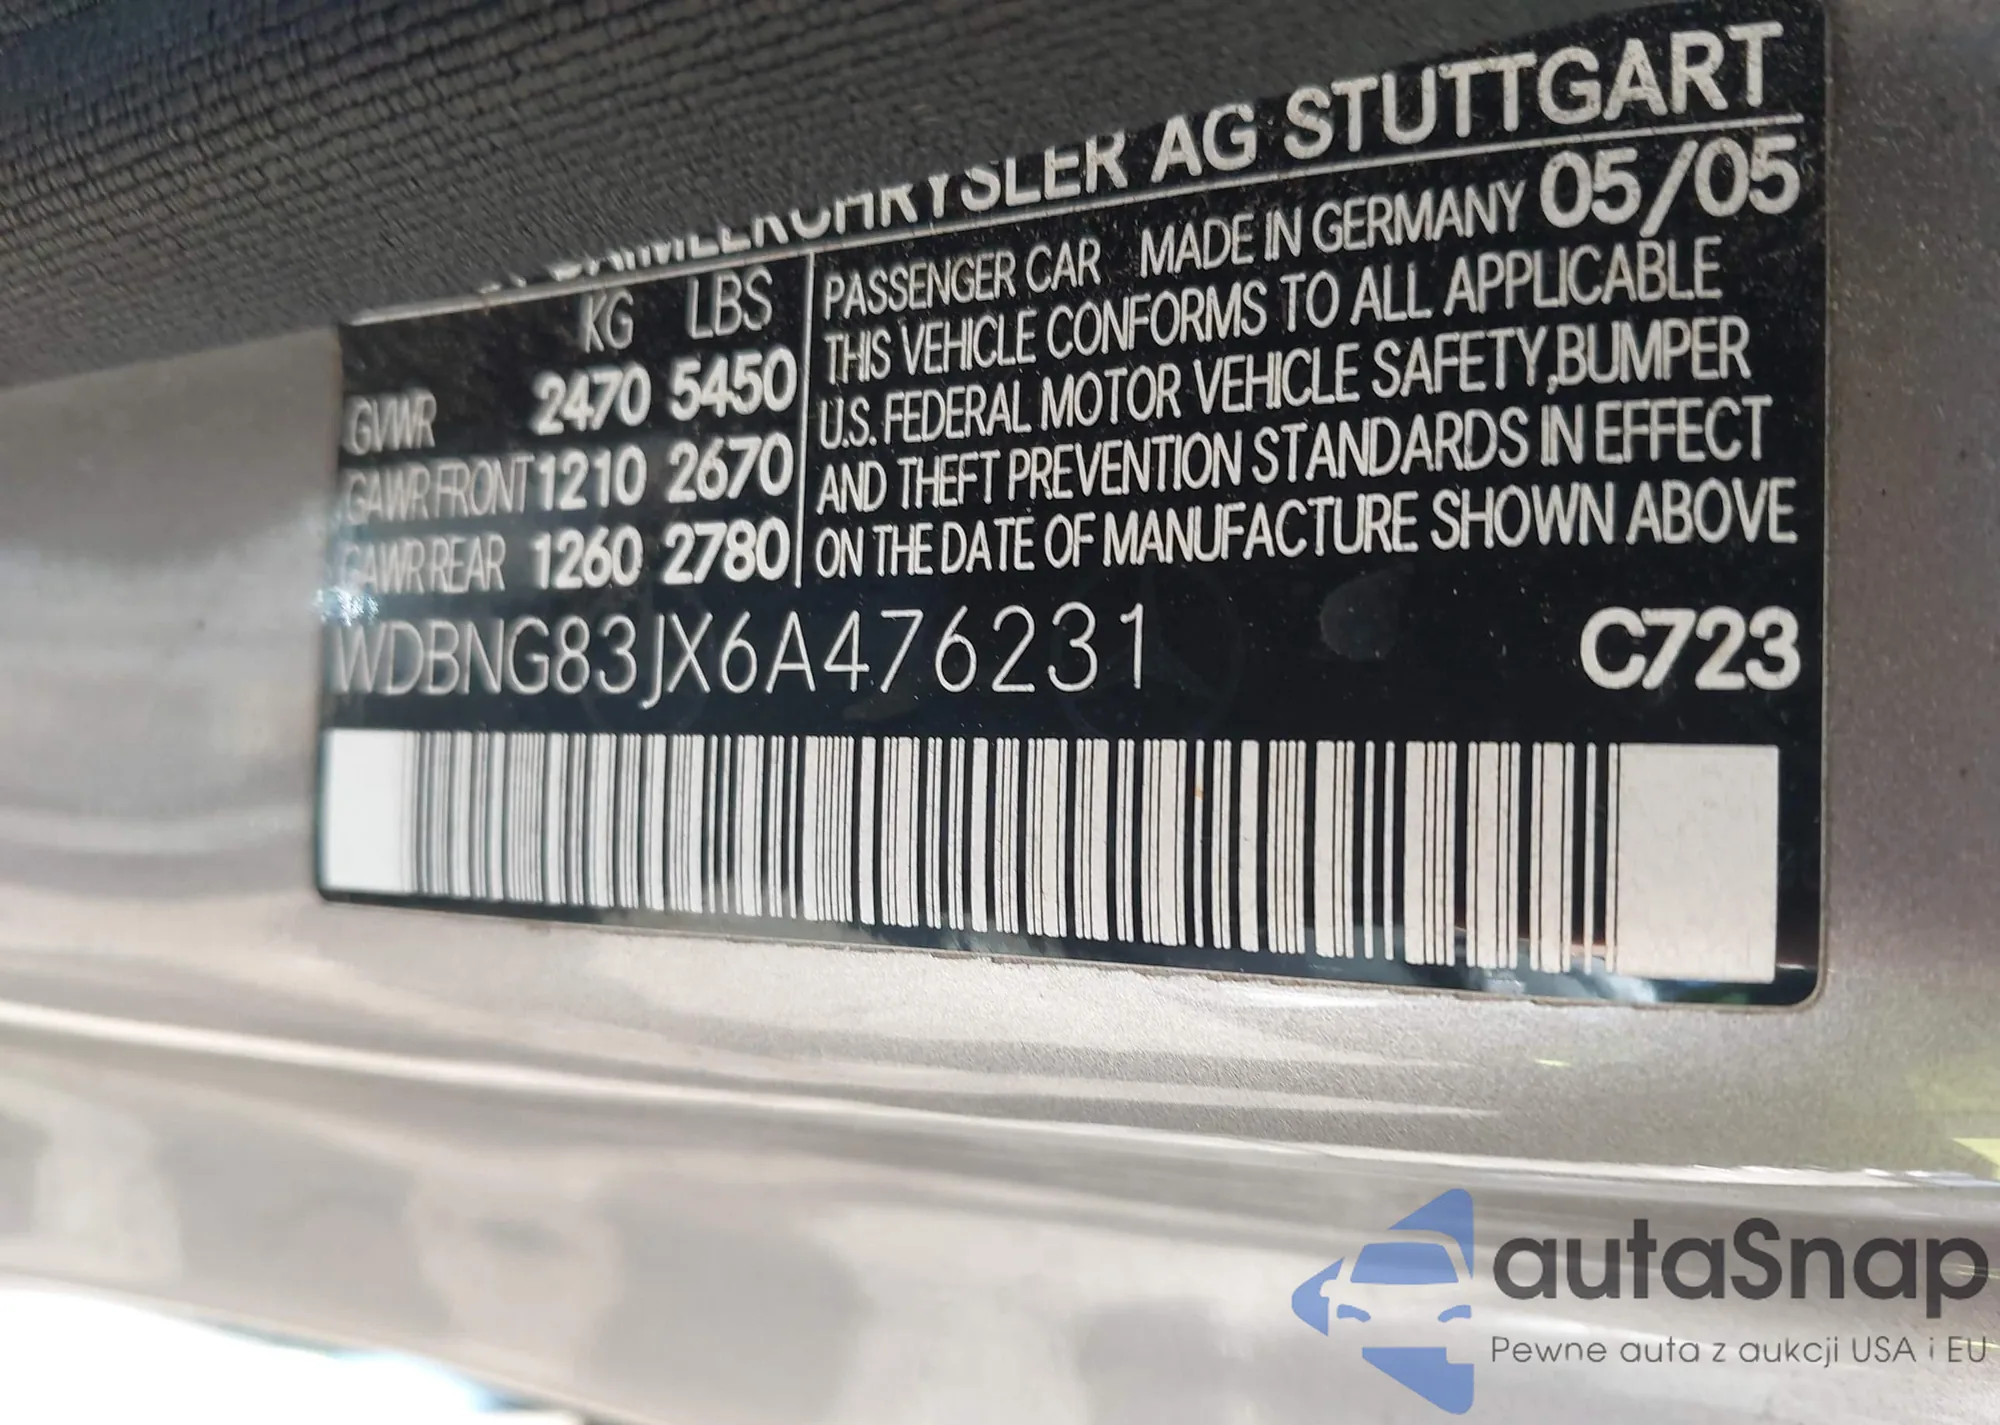 DAIMLERCHRYSLER AG STUTTGART
KG LBS
GVWR 2470 5450
GAWR FRONT 1210 2670
GAWR REAR 1260 2780
PASSENGER CAR MADE IN GERMANY 05/05
THIS VEHICLE CONFORMS TO ALL APPLICABLE
U.S. FEDERAL MOTOR VEHICLE SAFETY,BUMPER
AND THEFT PREVENTION STANDARDS IN EFFECT
ON THE DATE OF MANUFACTURE SHOWN ABOVE
WDBNG83JX6A476231 C723
autaSnap
Pewne auta z aukcji USA i EU